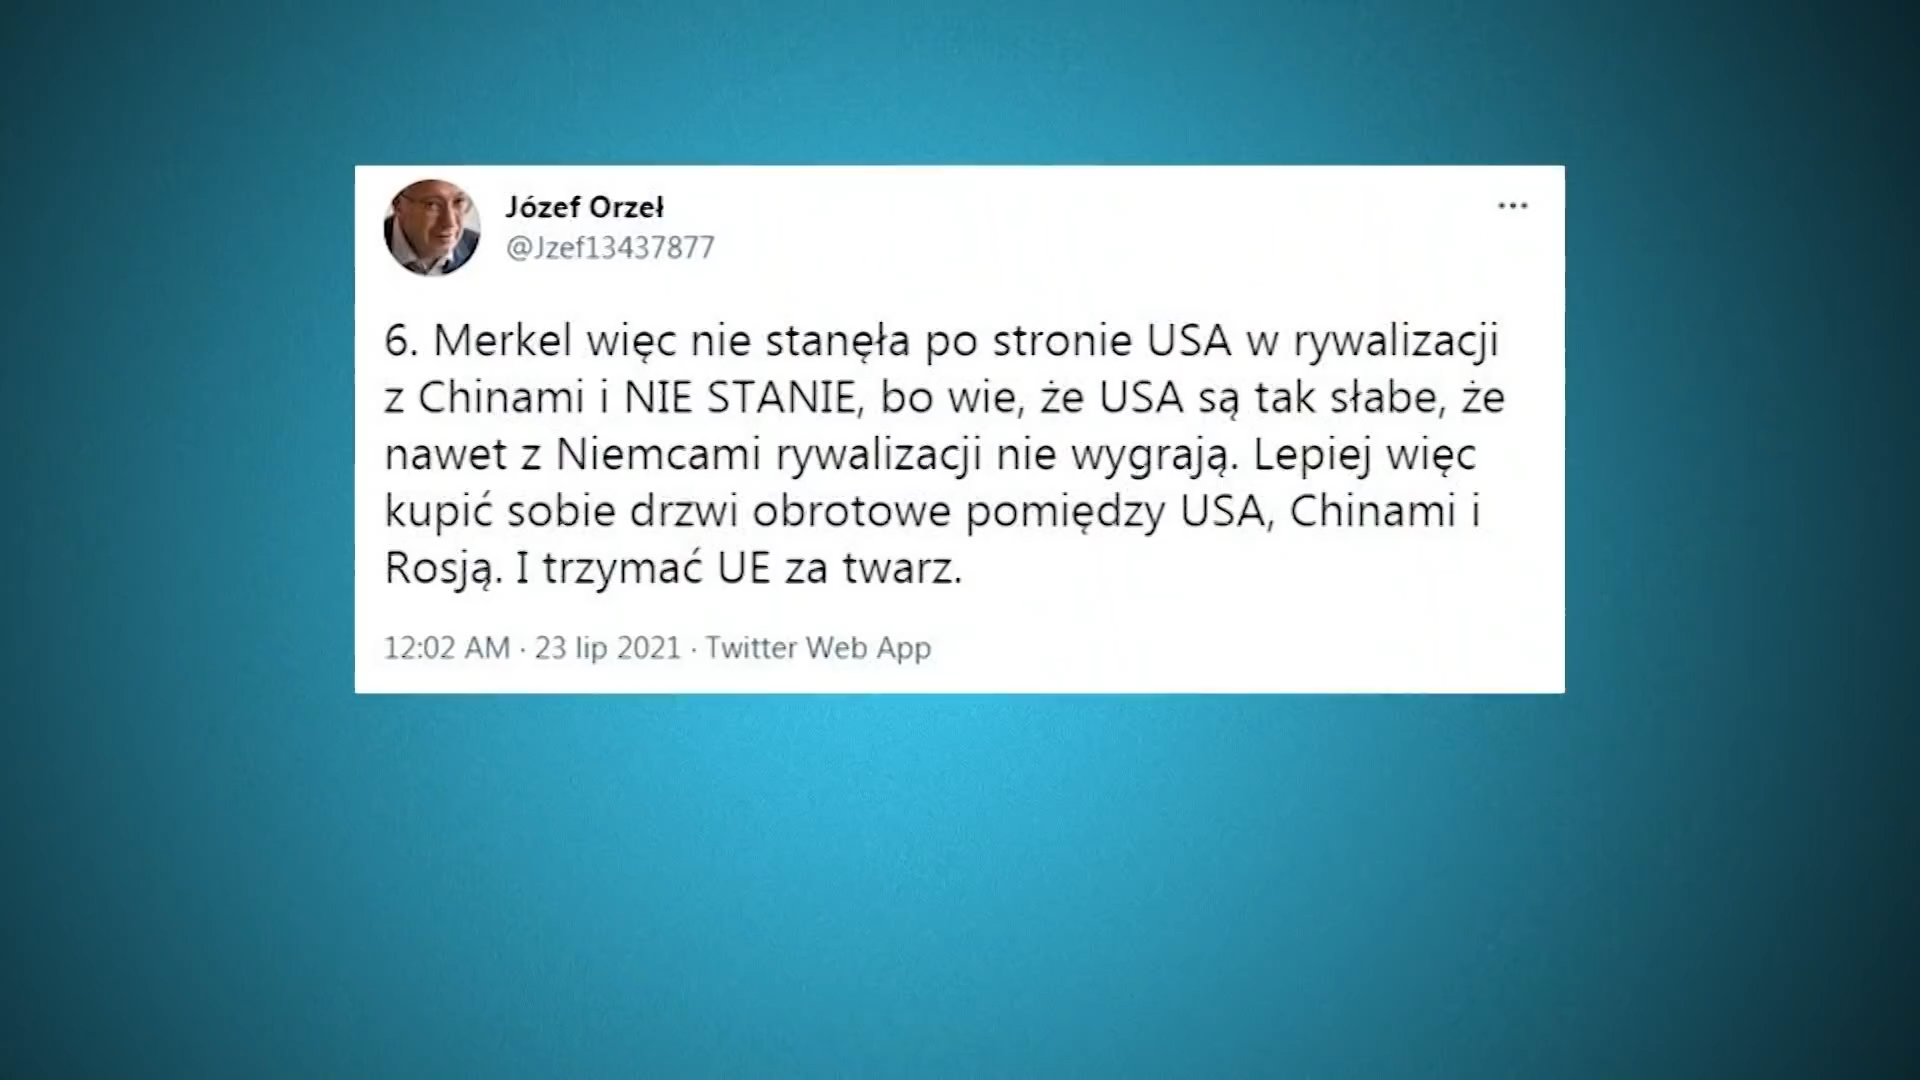 Józef Orzeł
@Jzef13437877
6. Merkel więc nie stanęła po stronie USA w rywalizacji
z Chinami i NIE STANIE, bo wie, że USA są tak słabe, że
nawet z Niemcami rywalizacji nie wygrają. Lepiej więc
kupić sobie drzwi obrotowe pomiędzy USA, Chinami i
Rosją. I trzymać UE za twarz.
12:02 AM · 23 lip 2021 · Twitter Web App